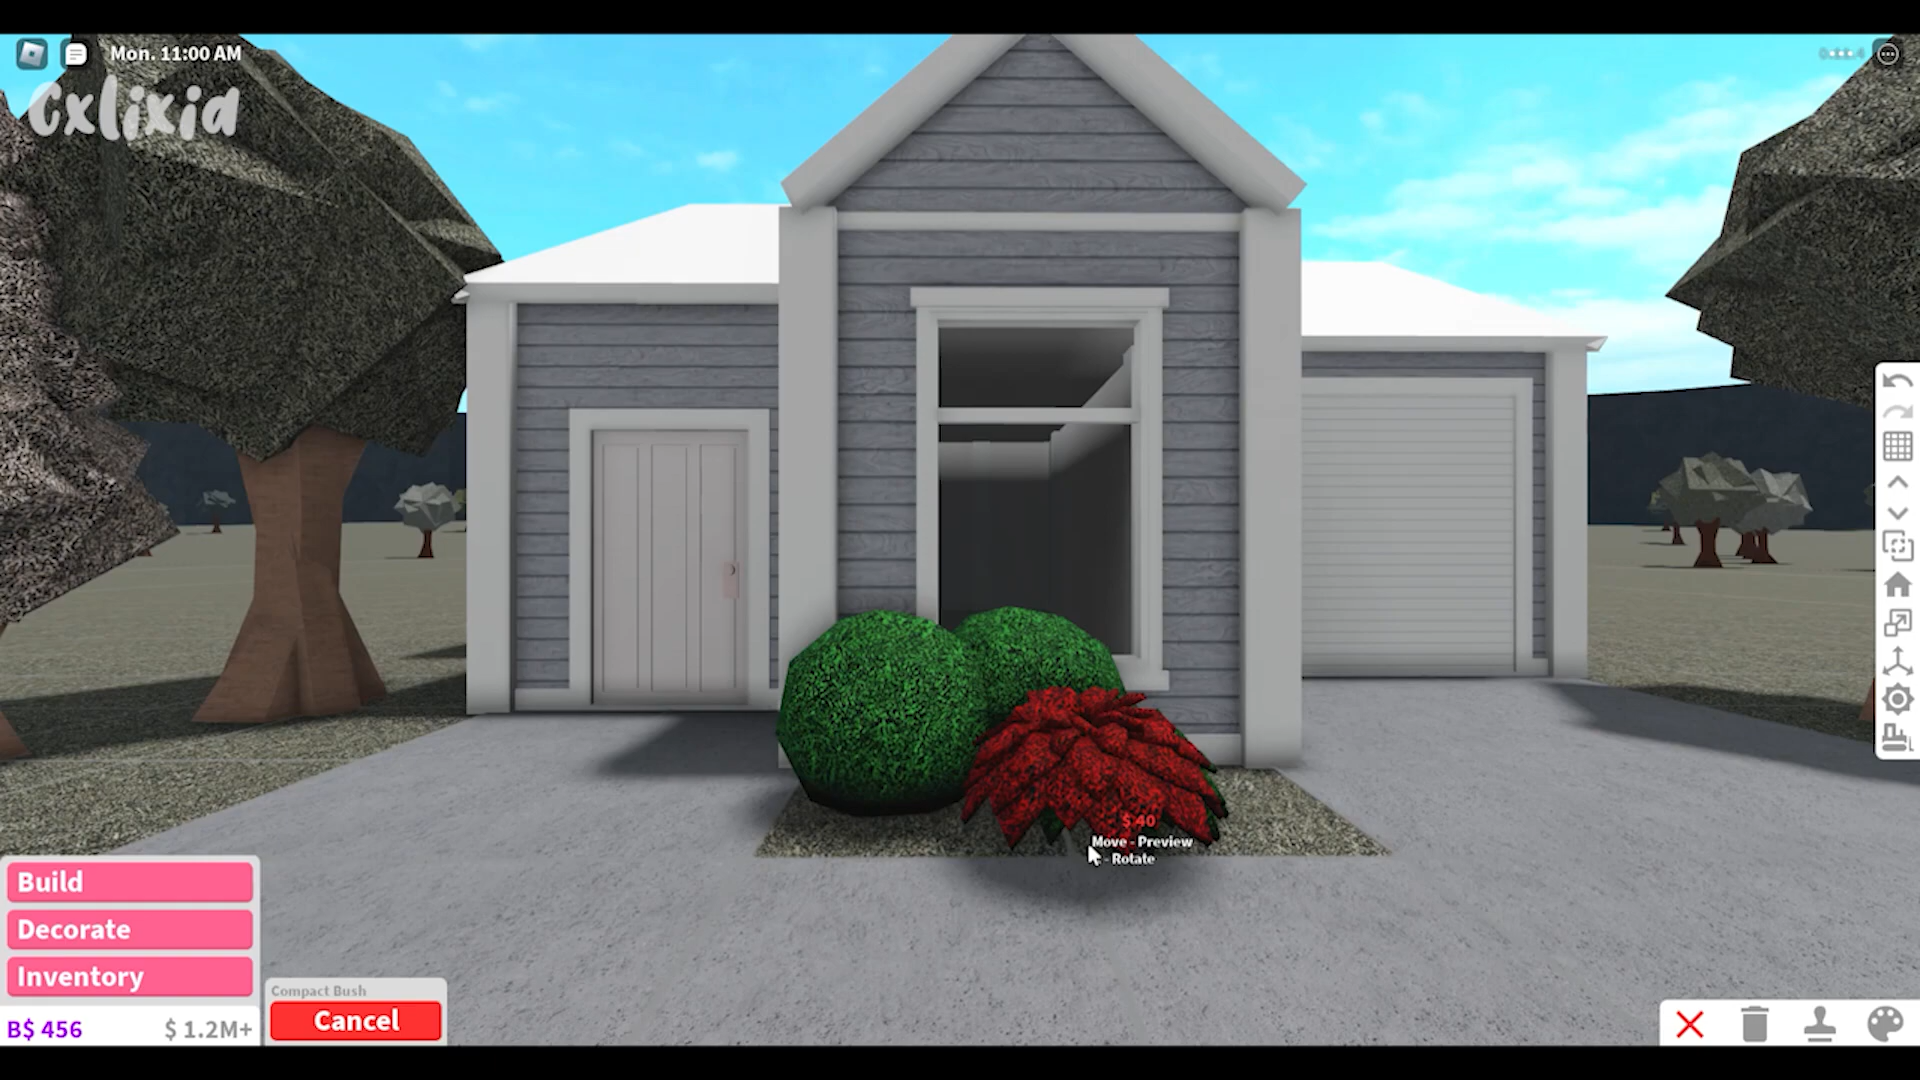 Mon. 11:00 AM
Cxlixia
$ 40
Move - Preview
- Rotate
Build
Decorate
Inventory
B$ 456
$ 1.2M+
Compact Bush
Cancel